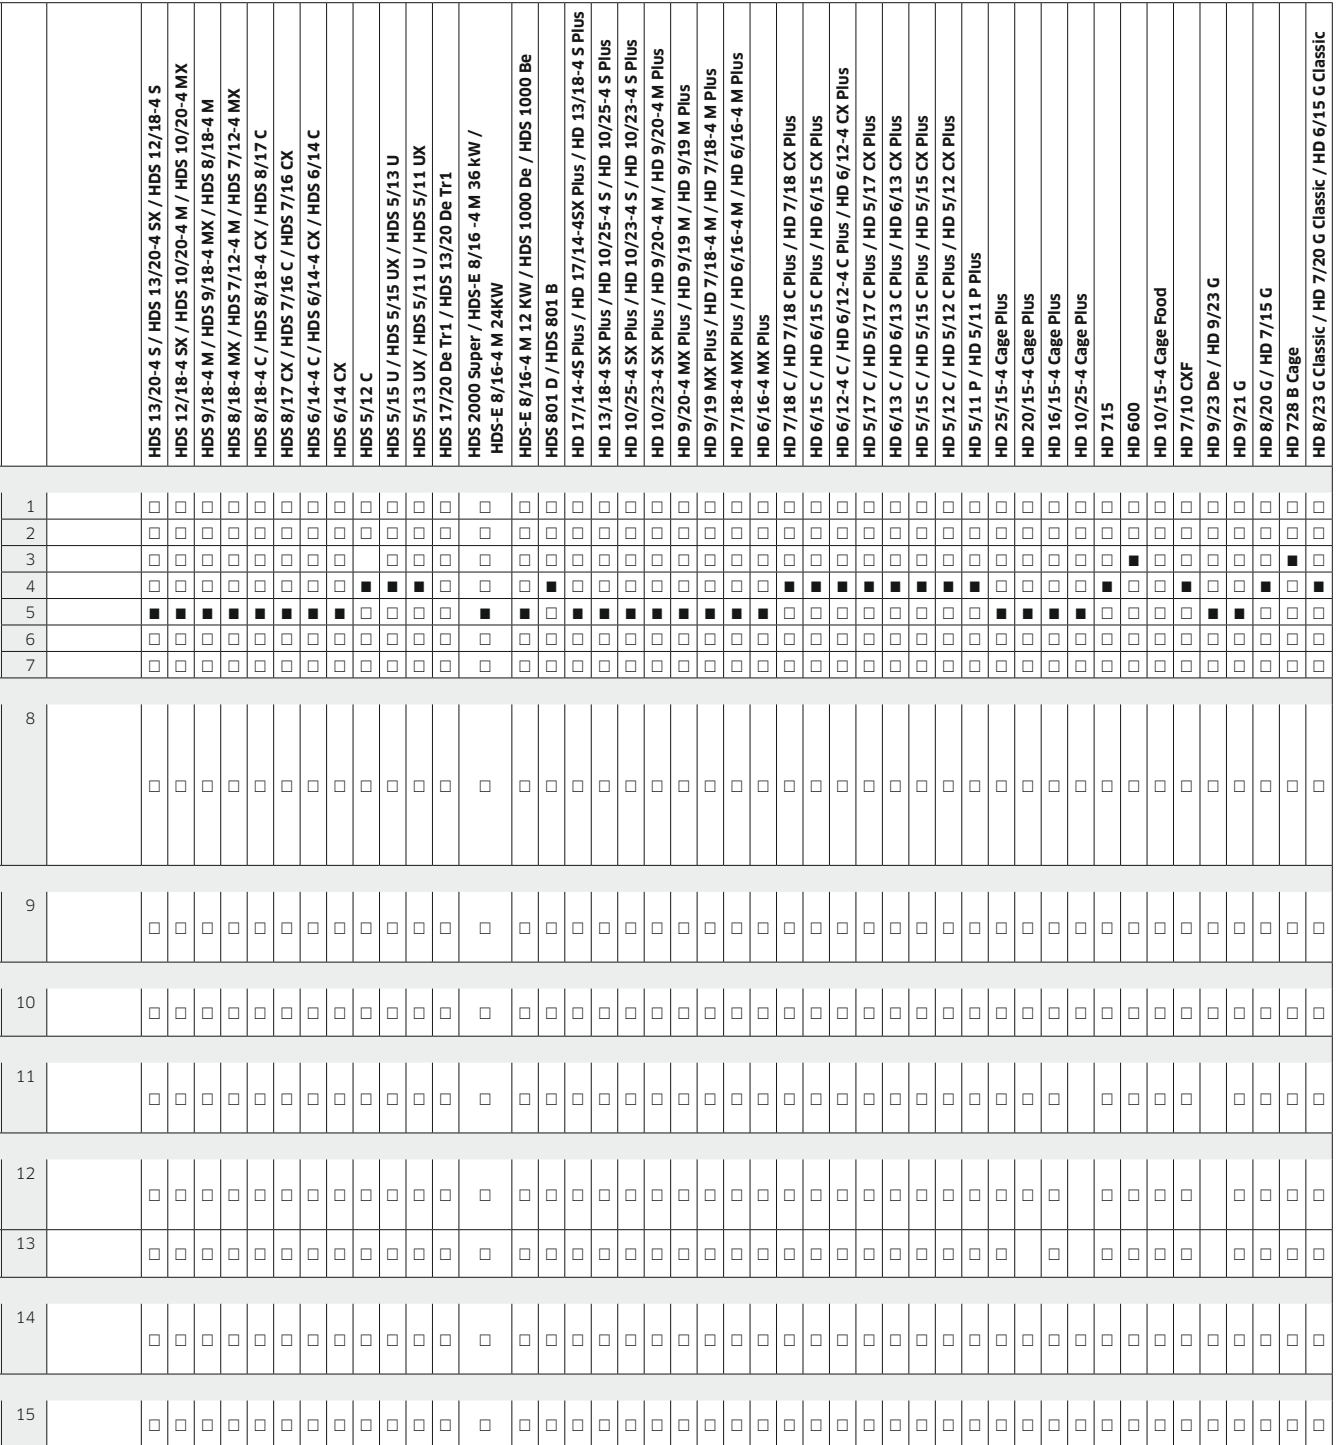 HDS 13/20-4 S / HDS 13/20-4 SX / HDS 12/18-4 S
HDS 12/18-4 SX / HDS 10/20-4 M / HDS 10/20-4 MX
HDS 9/18-4 M / HDS 9/18-4 MX / HDS 8/18-4 M
HDS 8/18-4 MX / HDS 7/12-4 M / HDS 7/12-4 MX
HDS 8/18-4 C / HDS 8/18-4 CX / HDS 8/17 C
HDS 8/17 CX / HDS 7/16 C / HDS 7/16 CX
HDS 6/14-4 C / HDS 6/14-4 CX / HDS 6/14 C
HDS 6/14 CX
HDS 5/12 C
HDS 5/15 U / HDS 5/15 UX / HDS 5/13 U
HDS 5/13 UX / HDS 5/11 U / HDS 5/11 UX
HDS 17/20 De Tr1 / HDS 13/20 De Tr1
HDS 2000 Super / HDS-E 8/16 -4 M 36 kW /
HDS-E 8/16-4 M 24KW
HDS-E 8/16-4 M 12 KW / HDS 1000 De / HDS 1000 Be
HDS 801 D / HDS 801 B
HD 17/14-4S Plus / HD 17/14-4SX Plus / HD 13/18-4 S Plus
HD 13/18-4 SX Plus / HD 10/25-4 S / HD 10/25-4 S Plus
HD 10/25-4 SX Plus / HD 10/23-4 S / HD 10/23-4 S Plus
HD 10/23-4 SX Plus / HD 9/20-4 M / HD 9/20-4 M Plus
HD 9/20-4 MX Plus / HD 9/19 M / HD 9/19 M Plus
HD 9/19 MX Plus / HD 7/18-4 M / HD 7/18-4 M Plus
HD 7/18-4 MX Plus / HD 6/16-4 M / HD 6/16-4 M Plus
HD 6/16-4 MX Plus
HD 7/18 C / HD 7/18 C Plus / HD 7/18 CX Plus
HD 6/15 C / HD 6/15 C Plus / HD 6/15 CX Plus
HD 6/12-4 C / HD 6/12-4 C Plus / HD 6/12-4 CX Plus
HD 5/17 C / HD 5/17 C Plus / HD 5/17 CX Plus
HD 6/13 C / HD 6/13 C Plus / HD 6/13 CX Plus
HD 5/15 C / HD 5/15 C Plus / HD 5/15 CX Plus
HD 5/12 C / HD 5/12 C Plus / HD 5/12 CX Plus
HD 5/11 P / HD 5/11 P Plus
HD 25/15-4 Cage Plus
HD 20/15-4 Cage Plus
HD 16/15-4 Cage Plus
HD 10/25-4 Cage Plus
HD 715
HD 600
HD 10/15-4 Cage Food
HD 7/10 CXF
HD 9/23 De / HD 9/23 G
HD 9/21 G
HD 8/20 G / HD 7/15 G
HD 728 B Cage
HD 8/23 G Classic / HD 7/20 G Classic / HD 6/15 G Classic
1
2
3
4
5
6
7
8
9
10
11
12
13
14
15